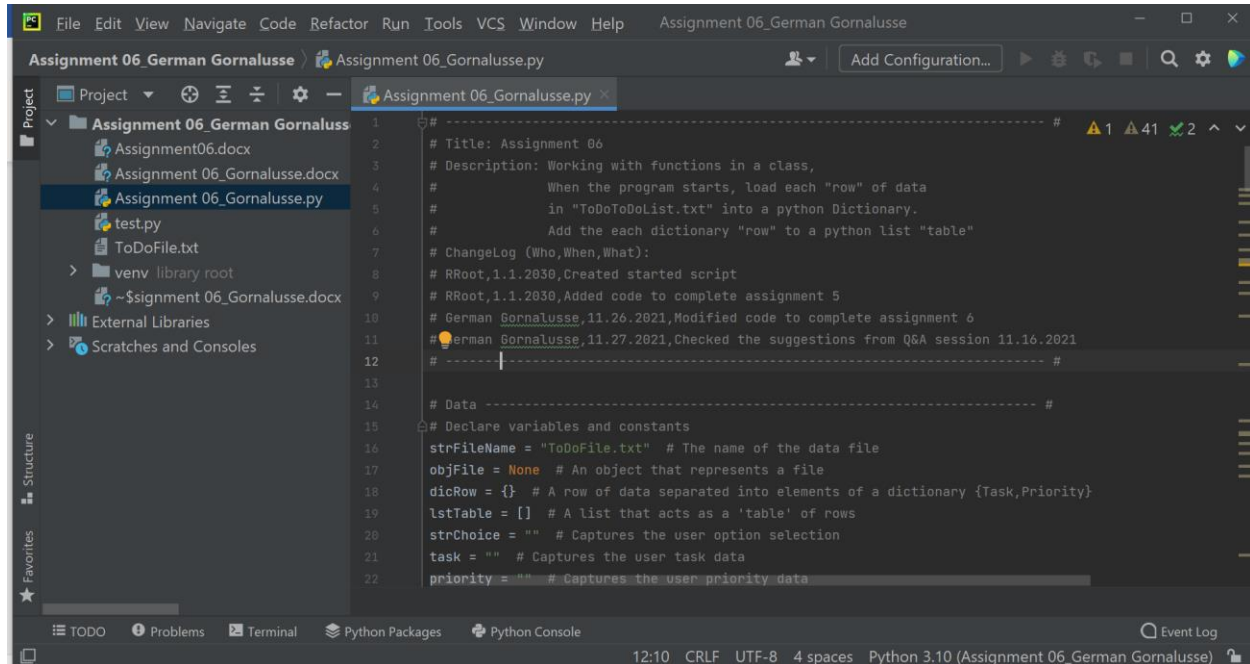 PC File Edit View Navigate Code Refactor Run Tools VCS Window Help Assignment 06_German Gornalusse
Assignment 06_German Gornalusse Assignment 06_Gornalusse.py Add Configuration...
Project
Project
Assignment 06_German Gornaluss
Assignment06.docx
Assignment 06_Gornalusse.docx
Assignment 06_Gornalusse.py
test.py
ToDoFile.txt
venv library root
~$signment 06_Gornalusse.docx
External Libraries
Scratches and Consoles
Structure
Favorites
Assignment 06_Gornalusse.py
1 41 2
1 # --------------------------------------------------------------------------- #
2 # Title: Assignment 06
3 # Description: Working with functions in a class,
4 # When the program starts, load each "row" of data
5 # in "ToDoToDoList.txt" into a python Dictionary.
6 # Add the each dictionary "row" to a python list "table"
7 # ChangeLog (Who,When,What):
8 # RRoot,1.1.2030,Created started script
9 # RRoot,1.1.2030,Added code to complete assignment 5
10 # German Gornalusse,11.26.2021,Modified code to complete assignment 6
11 # erman Gornalusse,11.27.2021,Checked the suggestions from Q&A session 11.16.2021
12 # --------------------------------------------------------------------------- #
13
14 # Data ---------------------------------------------------------------------- #
15 # Declare variables and constants
16 strFileName = "ToDoFile.txt" # The name of the data file
17 objFile = None # An object that represents a file
18 dicRow = {} # A row of data separated into elements of a dictionary {Task,Priority}
19 lstTable = [] # A list that acts as a 'table' of rows
20 strChoice = "" # Captures the user option selection
21 task = "" # Captures the user task data
22 priority = "" # Captures the user priority data
TODO Problems Terminal Python Packages Python Console Event Log
12:10 CRLF UTF-8 4 spaces Python 3.10 (Assignment 06_German Gornalusse)